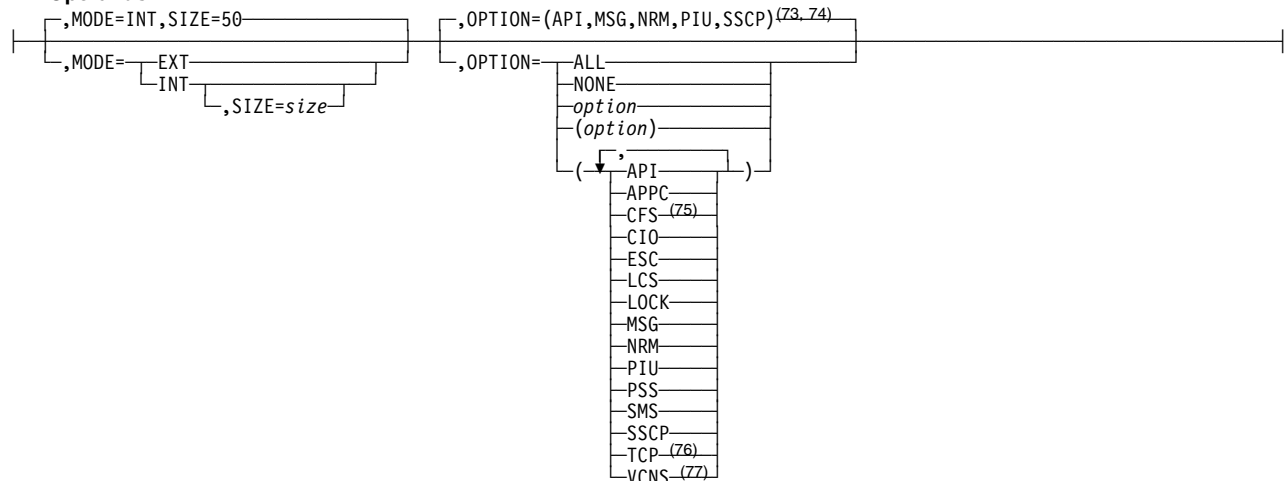 ,MODE=INT,SIZE=50
,OPTION=(API,MSG,NRM,PIU,SSCP)(73, 74)
,MODE=
EXT
INT
,SIZE=size
,OPTION=
ALL
NONE
option
(option)
,
( API )
APPC
CFS (75)
CIO
ESC
LCS
LOCK
MSG
NRM
PIU
PSS
SMS
SSCP
TCP (76)
VCNS (77)